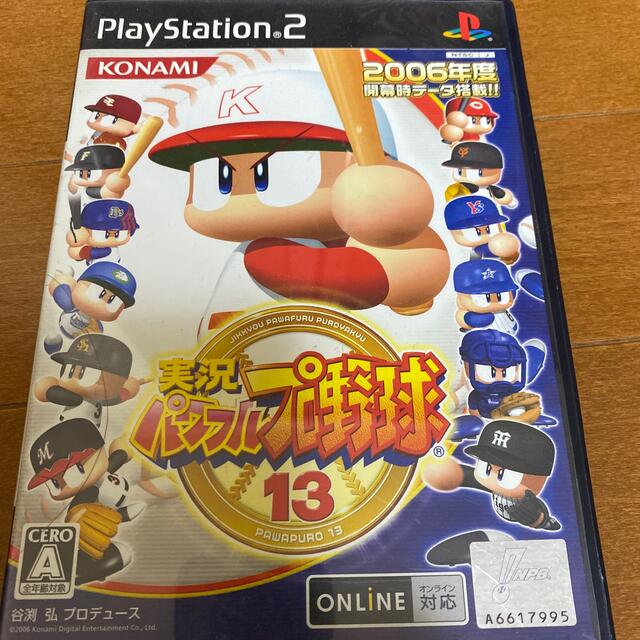 PlayStation®2
NTSC J
KONAMI
2006年度
開幕時データ搭載!!
K
JIKKYOU PAWAFURU PUROYAKYU
実況
パワフルプロ野球®
13
PAWAPURO 13
CERO
A
全年齢対象
谷渕 弘 プロデュース
©2006 Konami Digital Entertainment Co., Ltd.
ONLiNE
オンライン
対応
NPB
A6617995